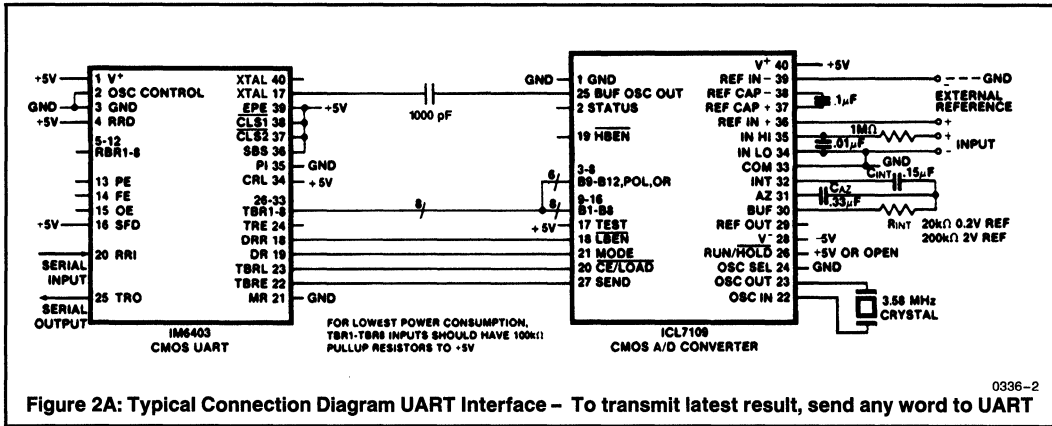 +5V
1 V+
2 OSC CONTROL
GND
3 GND
+5V
4 RRD
5-12
RBR1-8
13 PE
14 FE
15 OE
+5V
16 SFD
20 RRI
SERIAL
INPUT
25 TRO
SERIAL
OUTPUT
XTAL 40
XTAL 17
EPE 39
+5V
CLS1 38
CLS2 37
SBS 36
PI 35
GND
CRL 34
+5V
26-33
TBR1-8
TRE 24
DRR 18
DR 19
TBRL 23
TBRE 22
MR 21
GND
IM6403
CMOS UART
1000 pF
8
6
8
FOR LOWEST POWER CONSUMPTION,
TBR1-TBR8 INPUTS SHOULD HAVE 100kΩ
PULLUP RESISTORS TO +5V
GND
1 GND
25 BUF OSC OUT
2 STATUS
19 HBEN
3-8
B9-B12,POL,OR
9-16
B1-B8
+5V
17 TEST
18 LBEN
21 MODE
20 CE/LOAD
27 SEND
V+ 40
+5V
REF IN- 39
---GND
REF CAP- 38
.1µF
EXTERNAL
REFERENCE
-
REF CAP + 37
REF IN + 36
+
IN HI 35
1MΩ
+
.01µF
INPUT
IN LO 34
-
COM 33
GND
INT 32
CINT
.15µF
AZ 31
CAZ
.33µF
BUF 30
RINT
REF OUT 29
20kΩ 0.2V REF
200kΩ 2V REF
V- 28
-5V
RUN/HOLD 26
+5V OR OPEN
OSC SEL 24
GND
OSC OUT 23
OSC IN 22
3.58 MHz
CRYSTAL
ICL7109
CMOS A/D CONVERTER
0336-2
Figure 2A: Typical Connection Diagram UART Interface – To transmit latest result, send any word to UART